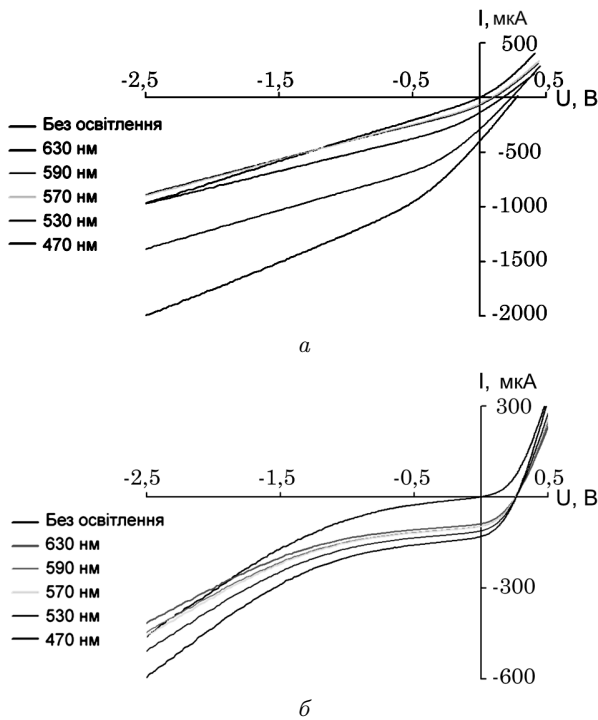 I, мкА
500
-2,5 -1,5 -0,5 0,5
U, В
Без освітлення
630 нм
590 нм
570 нм
530 нм
470 нм
-500
-1000
-1500
-2000
а
I, мкА
300
-2,5 -1,5 -0,5 0,5
U, В
Без освітлення
630 нм
590 нм
570 нм
530 нм
470 нм
-300
-600
б